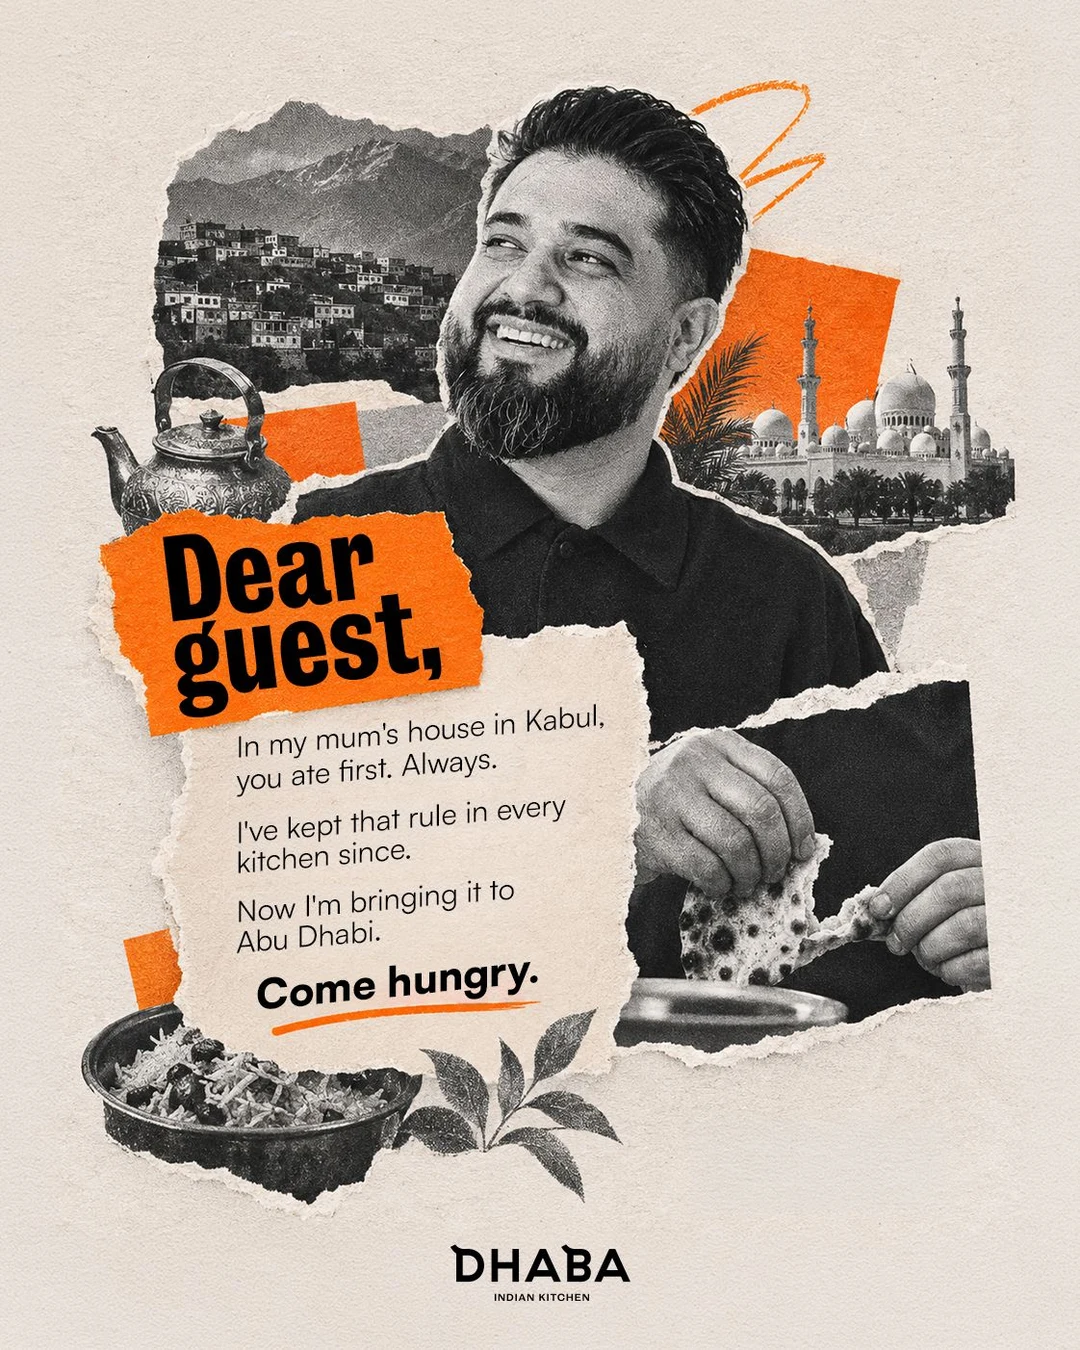 Dear
guest,
In my mum's house in Kabul,
you ate first. Always.
I've kept that rule in every
kitchen since.
Now I'm bringing it to
Abu Dhabi.
Come hungry.
DHABA
INDIAN KITCHEN